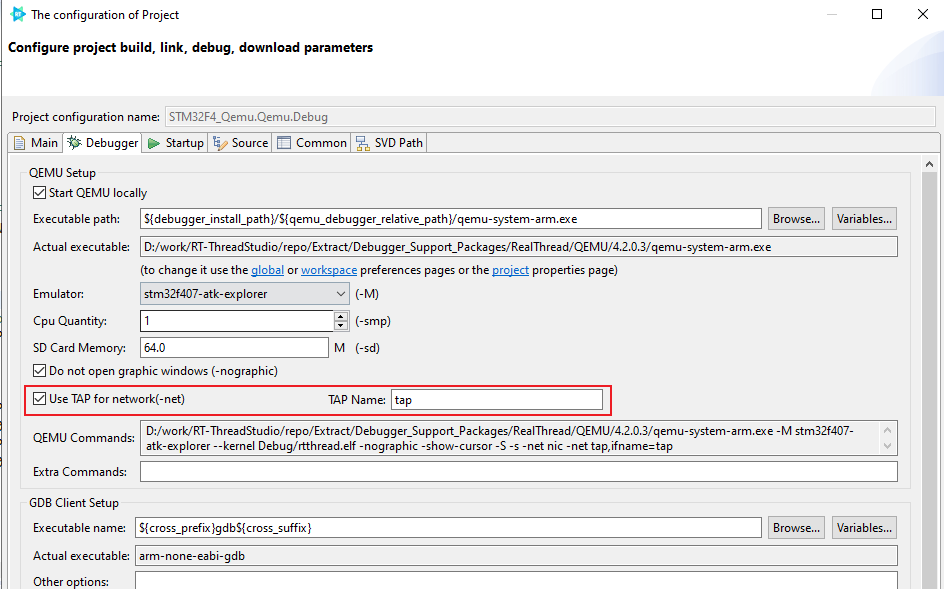 The configuration of Project
Configure project build, link, debug, download parameters
Project configuration name: STM32F4_Qemu.Qemu.Debug
Main Debugger Startup Source Common SVD Path
QEMU Setup
Start QEMU locally
Executable path: ${debugger_install_path}/${qemu_debugger_relative_path}/qemu-system-arm.exe Browse... Variables...
Actual executable: D:/work/RT-ThreadStudio/repo/Extract/Debugger_Support_Packages/RealThread/QEMU/4.2.0.3/qemu-system-arm.exe
(to change it use the global or workspace preferences pages or the project properties page)
Emulator: stm32f407-atk-explorer (-M)
Cpu Quantity: 1 (-smp)
SD Card Memory: 64.0 M (-sd)
Do not open graphic windows (-nographic)
Use TAP for network(-net) TAP Name: tap
QEMU Commands: D:/work/RT-ThreadStudio/repo/Extract/Debugger_Support_Packages/RealThread/QEMU/4.2.0.3/qemu-system-arm.exe -M stm32f407-
atk-explorer --kernel Debug/rtthread.elf -nographic -show-cursor -S -s -net nic -net tap,ifname=tap
Extra Commands:
GDB Client Setup
Executable name: ${cross_prefix}gdb${cross_suffix} Browse... Variables...
Actual executable: arm-none-eabi-gdb
Other options: